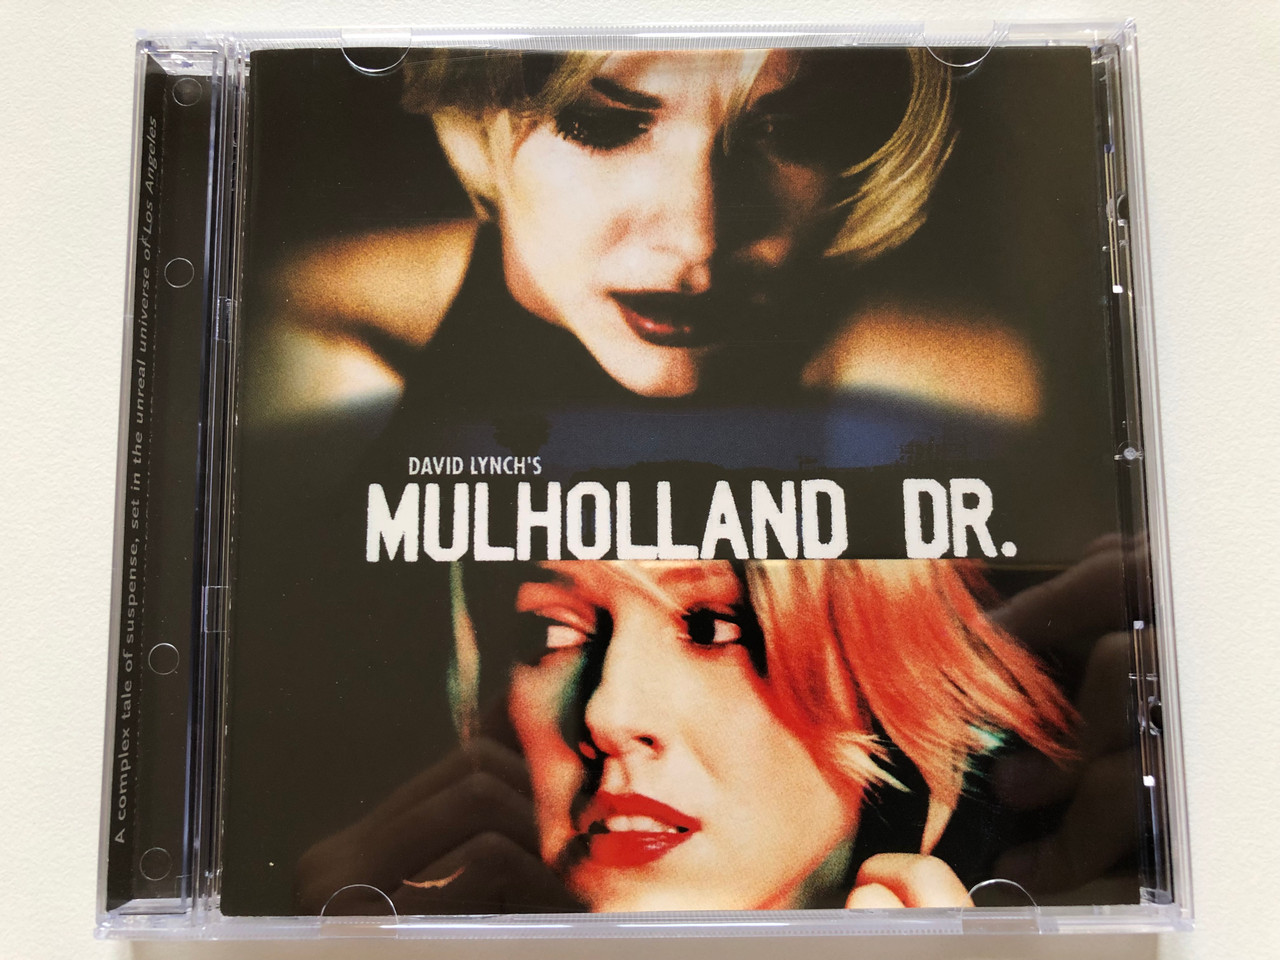 A complex tale of suspense, set in the unreal universe of Los Angeles
DAVID LYNCH'S
MULHOLLAND DR.